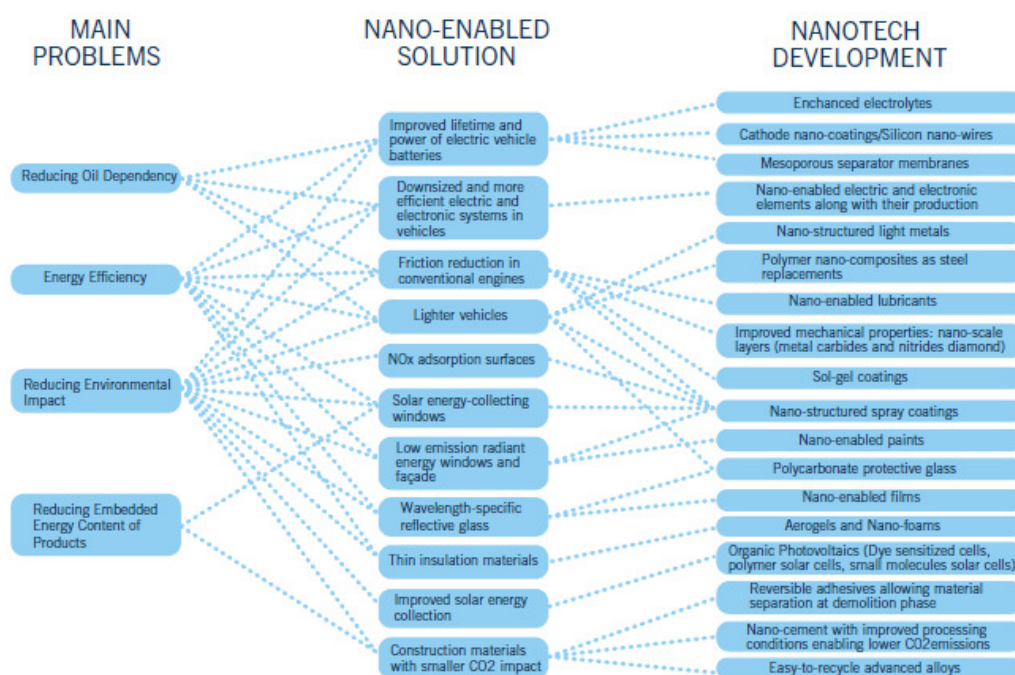 MAIN
PROBLEMS
NANO-ENABLED
SOLUTION
NANOTECH
DEVELOPMENT
Reducing Oil Dependency
Energy Efficiency
Reducing Environmental
Impact
Reducing Embedded
Energy Content of
Products
Improved lifetime and
power of electric vehicle
batteries
Downsized and more
efficient electric and
electronic systems in
vehicles
Friction reduction in
conventional engines
Lighter vehicles
NOx adsorption surfaces
Solar energy-collecting
windows
Low emission radiant
energy windows and
façade
Wavelength-specific
reflective glass
Thin insulation materials
Improved solar energy
collection
Construction materials
with smaller CO2 impact
Enchanced electrolytes
Cathode nano-coatings/Silicon nano-wires
Mesoporous separator membranes
Nano-enabled electric and electronic
elements along with their production
Nano-structured light metals
Polymer nano-composites as steel
replacements
Nano-enabled lubricants
Improved mechanical properties: nano-scale
layers (metal carbides and nitrides diamond)
Sol-gel coatings
Nano-structured spray coatings
Nano-enabled paints
Polycarbonate protective glass
Nano-enabled films
Aerogels and Nano-foams
Organic Photovoltaics (Dye sensitized cells,
polymer solar cells, small molecules solar cells)
Reversible adhesives allowing material
separation at demolition phase
Nano-cement with improved processing
conditions enabling lower CO2emissions
Easy-to-recycle advanced alloys